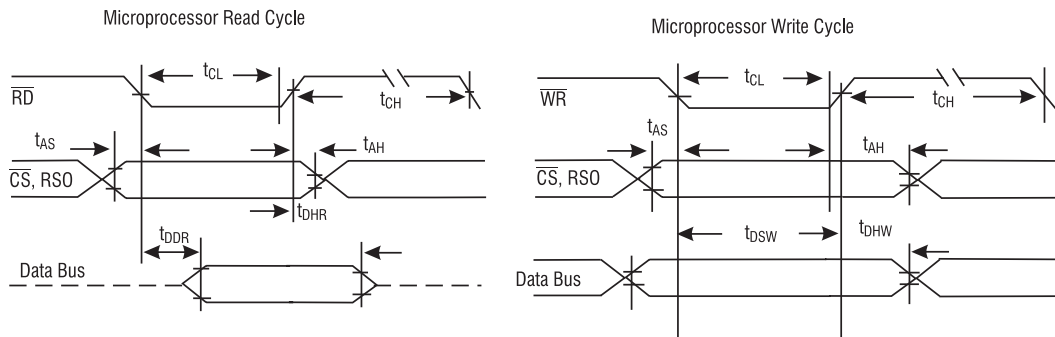 Microprocessor Read Cycle
RD
tCL
tCH
tAS
tAH
CS, RSO
tDHR
tDDR
Data Bus
Microprocessor Write Cycle
WR
tCL
tCH
tAS
tAH
CS, RSO
tDSW
tDHW
Data Bus